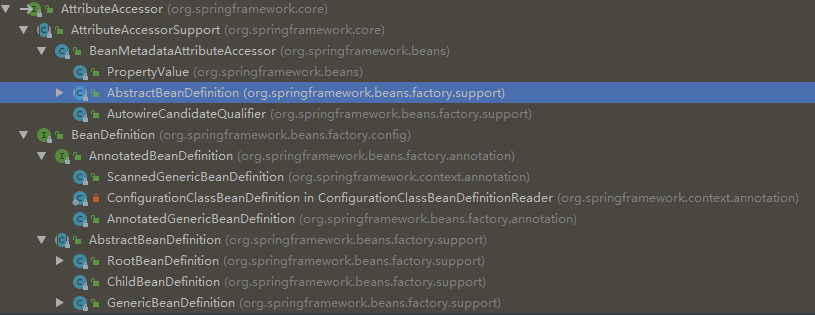 AttributeAccessor (org.springframework.core)
AttributeAccessorSupport (org.springframework.core)
BeanMetadataAttributeAccessor (org.springframework.beans)
PropertyValue (org.springframework.beans)
AbstractBeanDefinition (org.springframework.beans.factory.support)
AutowireCandidateQualifier (org.springframework.beans.factory.support)
BeanDefinition (org.springframework.beans.factory.config)
AnnotatedBeanDefinition (org.springframework.beans.factory.annotation)
ScannedGenericBeanDefinition (org.springframework.context.annotation)
ConfigurationClassBeanDefinition in ConfigurationClassBeanDefinitionReader (org.springframework.context.annotation)
AnnotatedGenericBeanDefinition (org.springframework.beans.factory.annotation)
AbstractBeanDefinition (org.springframework.beans.factory.support)
RootBeanDefinition (org.springframework.beans.factory.support)
ChildBeanDefinition (org.springframework.beans.factory.support)
GenericBeanDefinition (org.springframework.beans.factory.support)